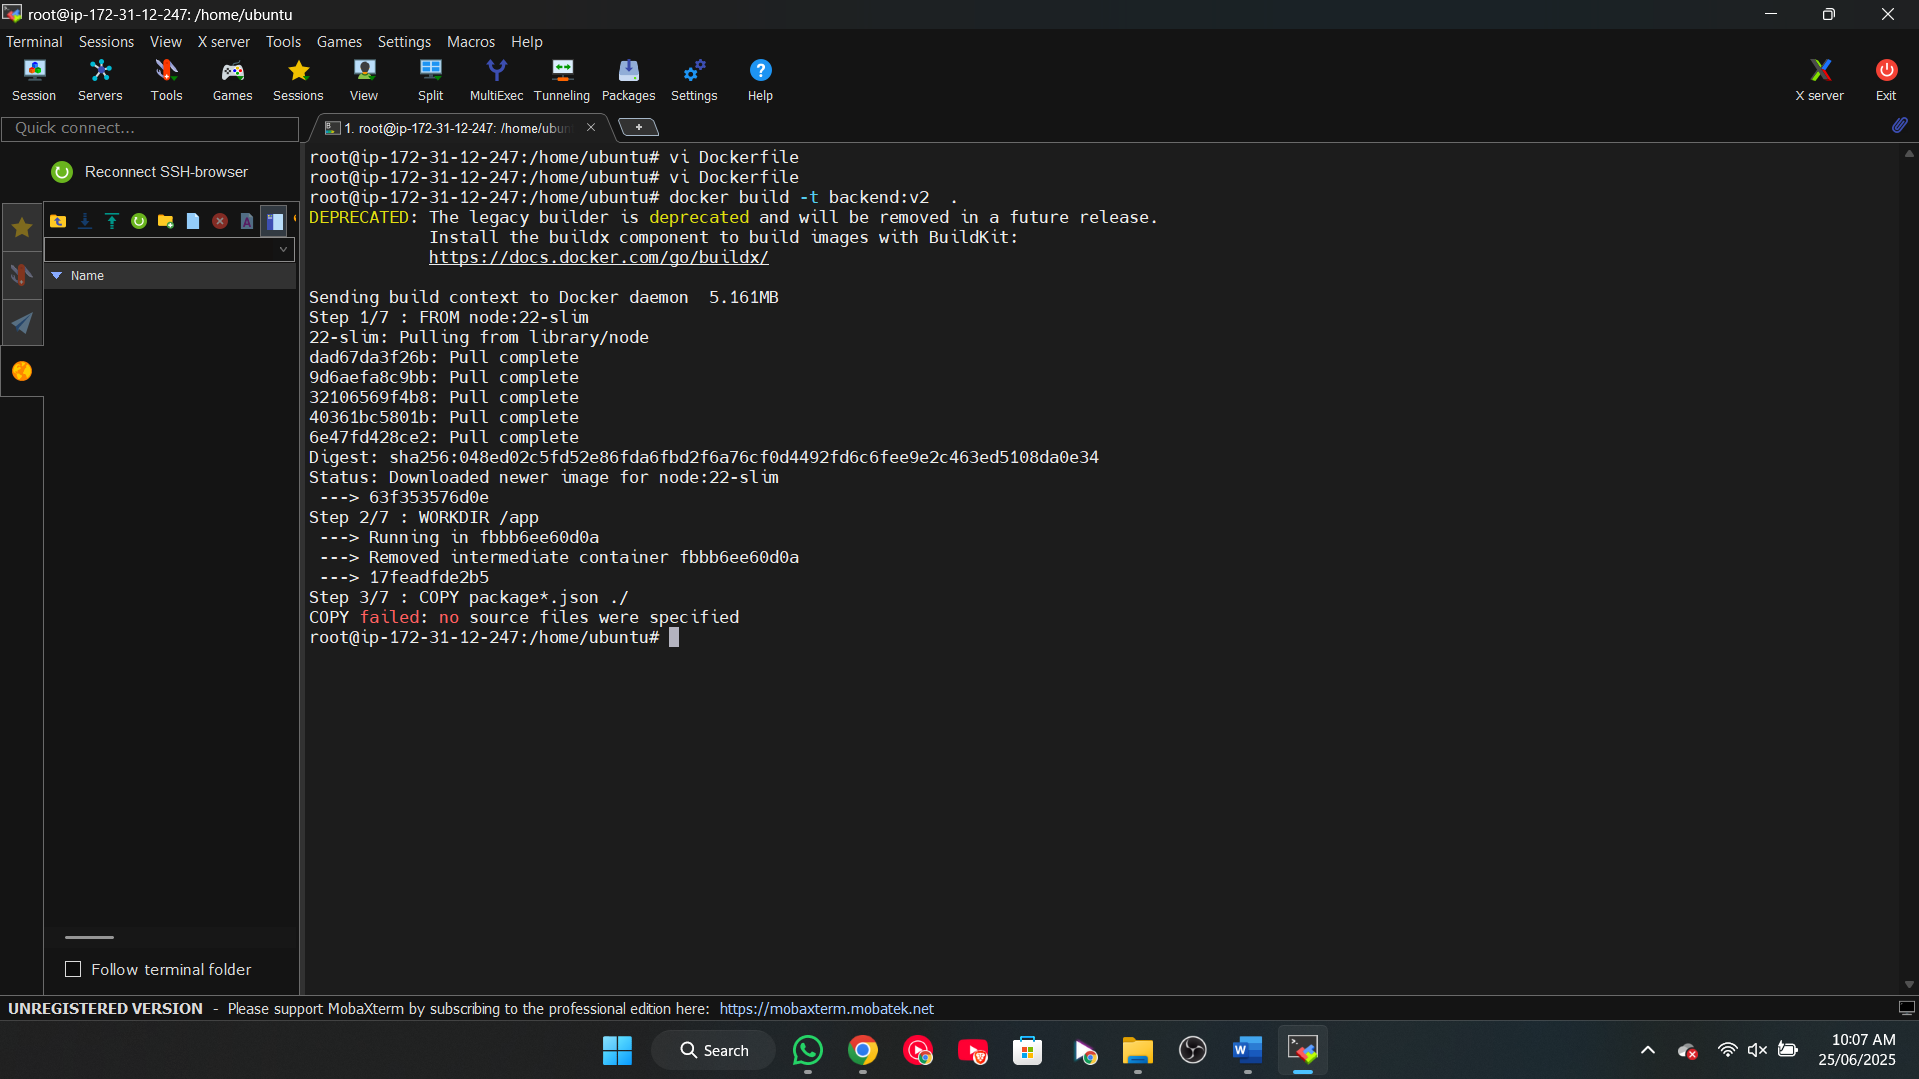 root@ip-172-31-12-247: /home/ubuntu
Terminal Sessions View X server Tools Games Settings Macros Help
Session Servers Tools Games Sessions View Split MultiExec Tunneling Packages Settings Help X server Exit
Quick connect...
1. root@ip-172-31-12-247: /home/ubun
Reconnect SSH-browser
Name
root@ip-172-31-12-247:/home/ubuntu# vi Dockerfile
root@ip-172-31-12-247:/home/ubuntu# vi Dockerfile
root@ip-172-31-12-247:/home/ubuntu# docker build -t backend:v2  .
DEPRECATED: The legacy builder is deprecated and will be removed in a future release.
Install the buildx component to build images with BuildKit:
https://docs.docker.com/go/buildx/
Sending build context to Docker daemon  5.161MB
Step 1/7 : FROM node:22-slim
22-slim: Pulling from library/node
dad67da3f26b: Pull complete
9d6aefa8c9bb: Pull complete
32106569f4b8: Pull complete
40361bc5801b: Pull complete
6e47fd428ce2: Pull complete
Digest: sha256:048ed02c5fd52e86fda6fbd2f6a76cf0d4492fd6c6fee9e2c463ed5108da0e34
Status: Downloaded newer image for node:22-slim
---> 63f353576d0e
Step 2/7 : WORKDIR /app
---> Running in fbbb6ee60d0a
---> Removed intermediate container fbbb6ee60d0a
---> 17feadfde2b5
Step 3/7 : COPY package*.json ./
COPY failed: no source files were specified
root@ip-172-31-12-247:/home/ubuntu#
Follow terminal folder
UNREGISTERED VERSION - Please support MobaXterm by subscribing to the professional edition here: https://mobaxterm.mobatek.net
Search
10:07 AM
25/06/2025